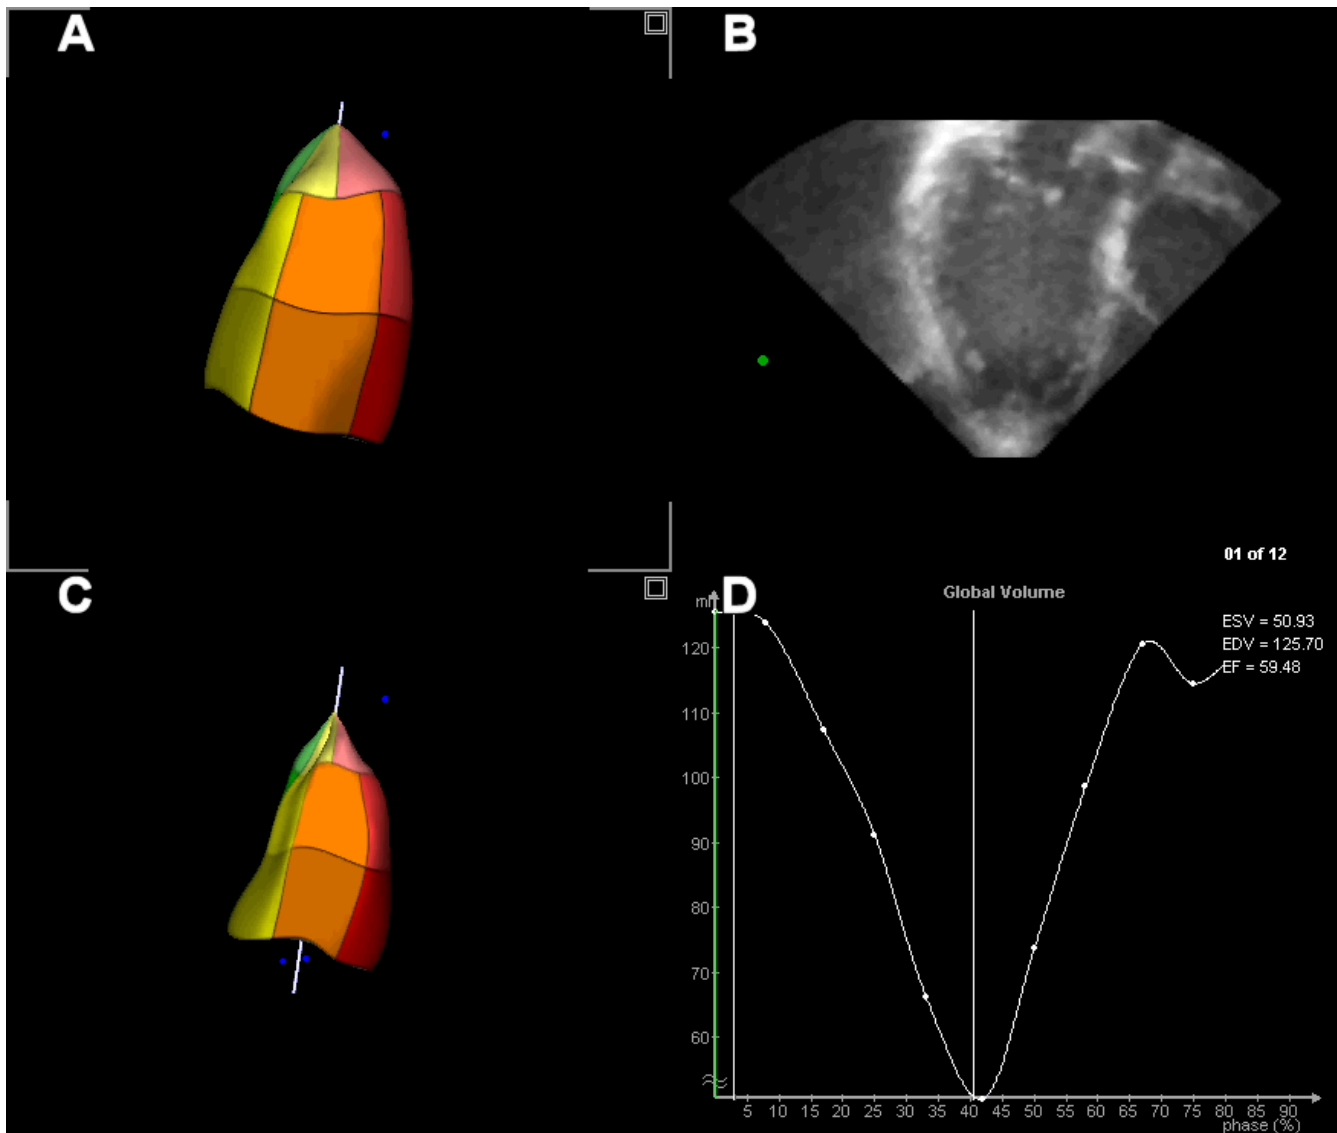 A
B
01 of 12
C
D
ml
Global Volume
ESV = 50.93
EDV = 125.70
EF = 59.48
120
110
100
90
80
70
60
5 10 15 20 25 30 35 40 45 50 55 60 65 70 75 80 85 90
phase (%)